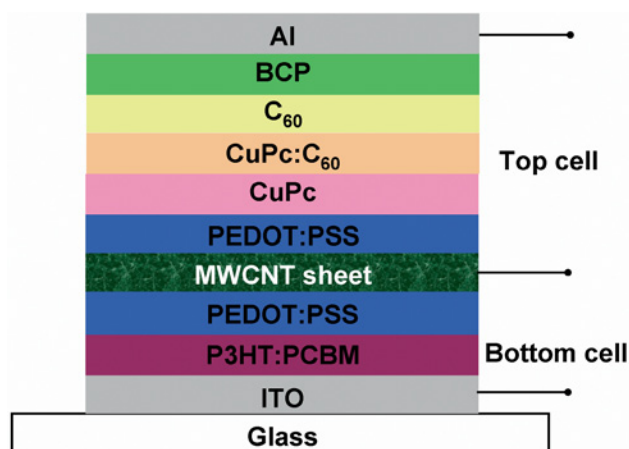 Al
BCP
C60
CuPc:C60
Top cell
CuPc
PEDOT:PSS
MWCNT sheet
PEDOT:PSS
P3HT:PCBM
Bottom cell
ITO
Glass